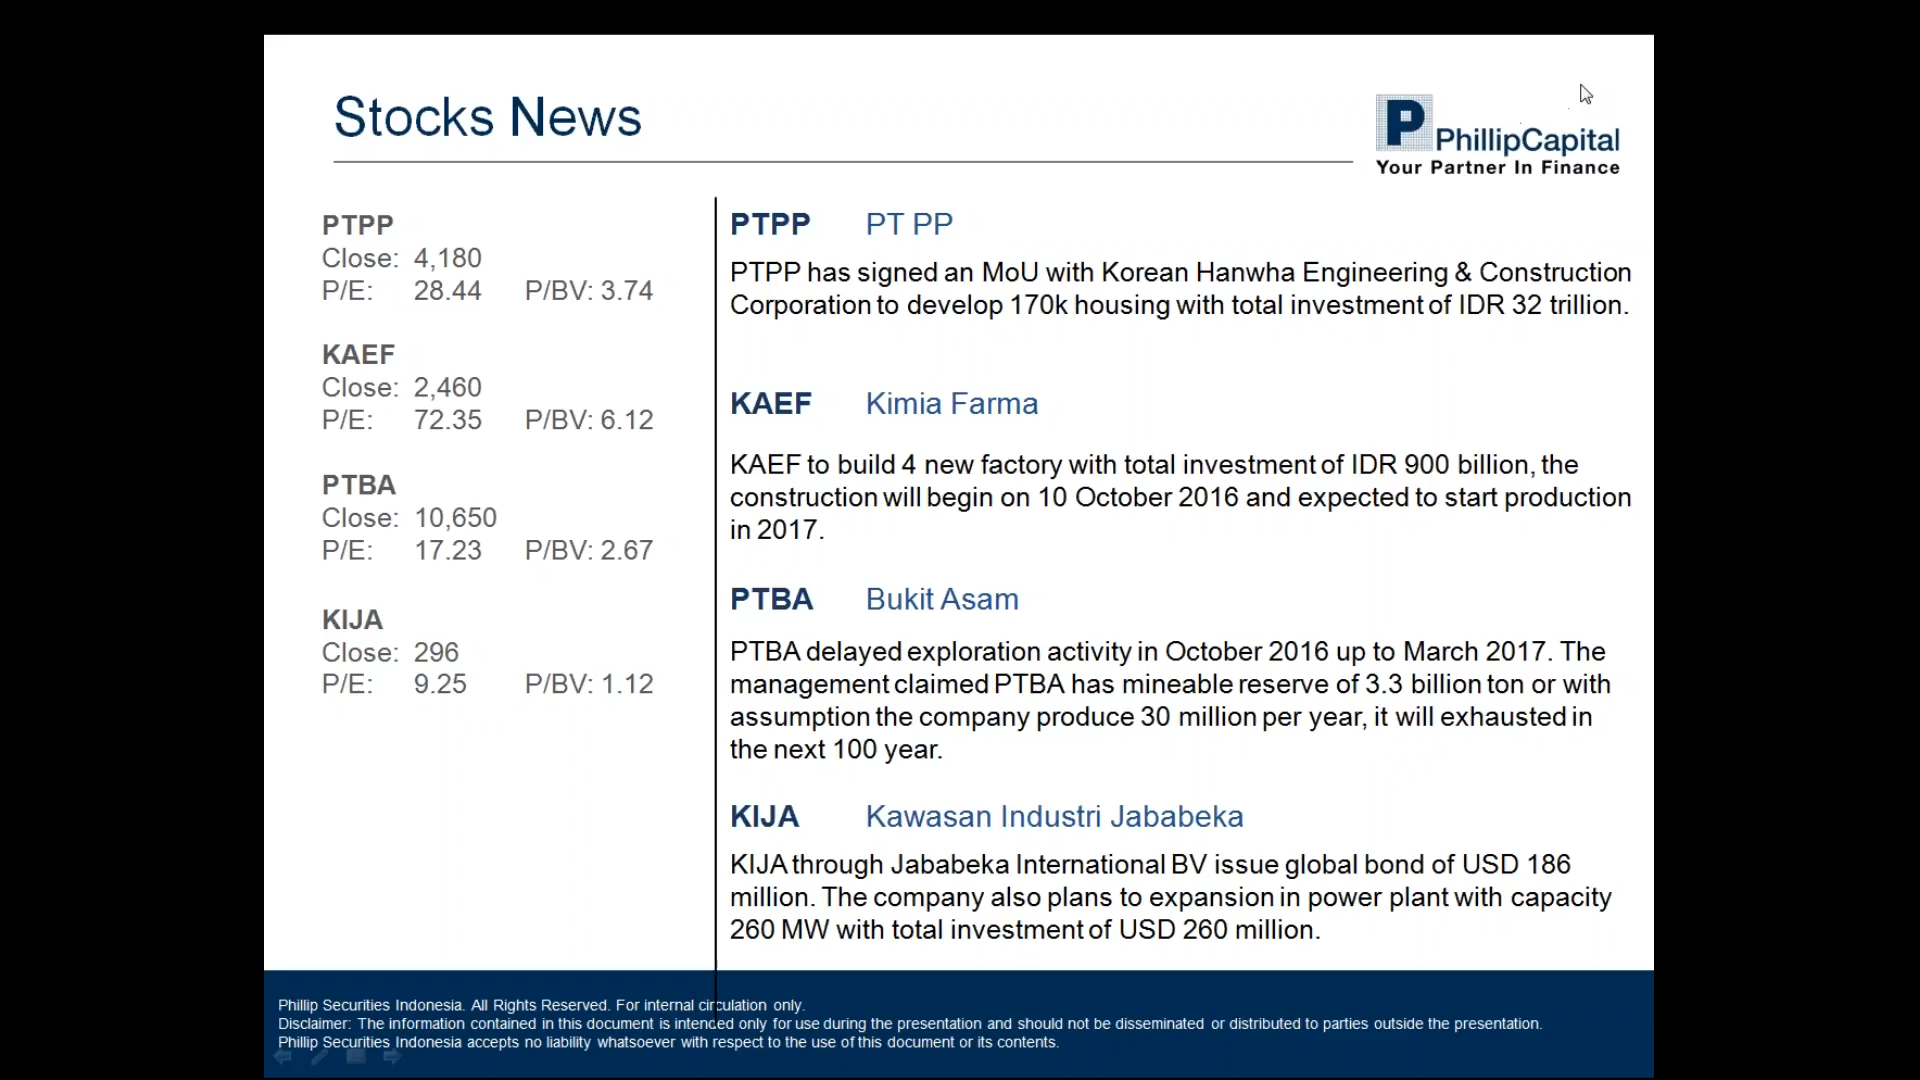 Stocks News
P
PhillipCapital
Your Partner In Finance
PTPP
Close: 4,180
P/E: 28.44 P/BV: 3.74
KAEF
Close: 2,460
P/E: 72.35 P/BV: 6.12
PTBA
Close: 10,650
P/E: 17.23 P/BV: 2.67
KIJA
Close: 296
P/E: 9.25 P/BV: 1.12
PTPP PT PP
PTPP has signed an MoU with Korean Hanwha Engineering & Construction
Corporation to develop 170k housing with total investment of IDR 32 trillion.
KAEF Kimia Farma
KAEF to build 4 new factory with total investment of IDR 900 billion, the
construction will begin on 10 October 2016 and expected to start production
in 2017.
PTBA Bukit Asam
PTBA delayed exploration activity in October 2016 up to March 2017. The
management claimed PTBA has mineable reserve of 3.3 billion ton or with
assumption the company produce 30 million per year, it will exhausted in
the next 100 year.
KIJA Kawasan Industri Jababeka
KIJA through Jababeka International BV issue global bond of USD 186
million. The company also plans to expansion in power plant with capacity
260 MW with total investment of USD 260 million.
Phillip Securities Indonesia. All Rights Reserved. For internal circulation only.
Disclaimer: The information contained in this document is intended only for use during the presentation and should not be disseminated or distributed to parties outside the presentation.
Phillip Securities Indonesia accepts no liability whatsoever with respect to the use of this document or its contents.